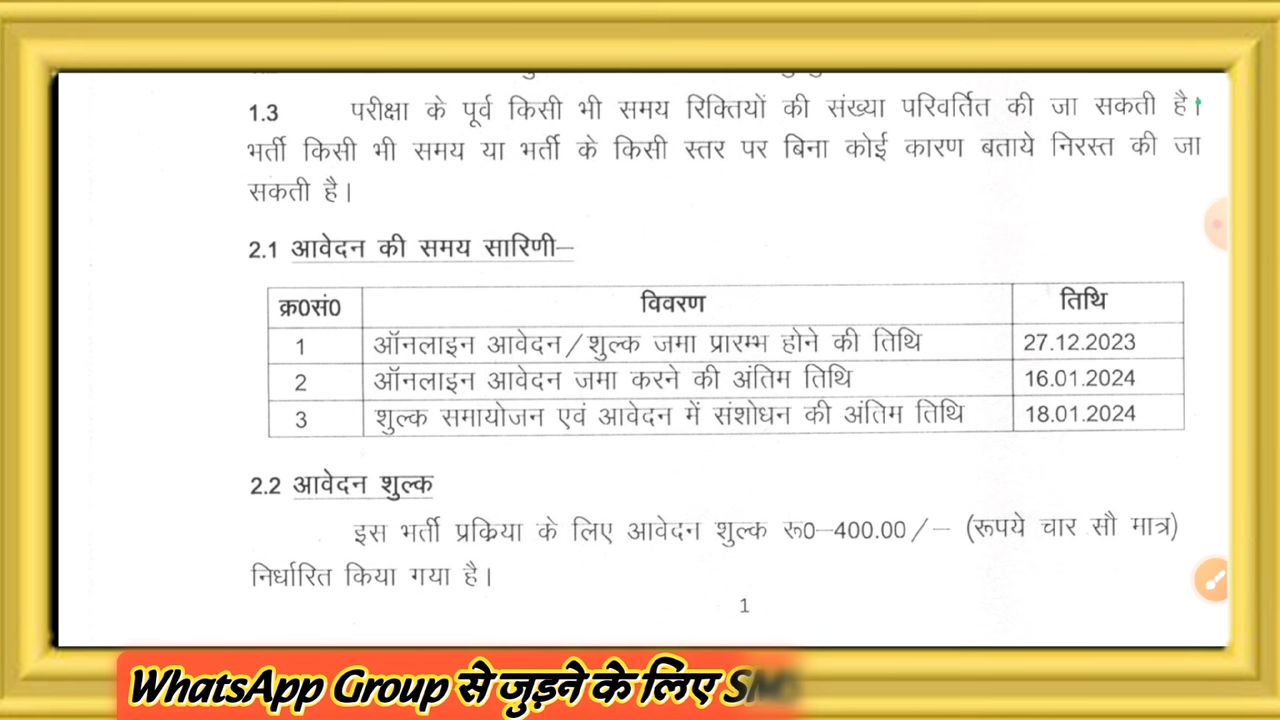 1.3 परीक्षा के पूर्व किसी भी समय रिक्तियों की संख्या परिवर्तित की जा सकती है।
भर्ती किसी भी समय या भर्ती के किसी स्तर पर बिना कोई कारण बताये निरस्त की जा
सकती है।
2.1 आवेदन की समय सारिणी–
क्र0सं0 विवरण तिथि
1 ऑनलाइन आवेदन/शुल्क जमा प्रारम्भ होने की तिथि 27.12.2023
2 ऑनलाइन आवेदन जमा करने की अंतिम तिथि 16.01.2024
3 शुल्क समायोजन एवं आवेदन में संशोधन की अंतिम तिथि 18.01.2024
2.2 आवेदन शुल्क
इस भर्ती प्रकिया के लिए आवेदन शुल्क रू0–400.00/– (रूपये चार सौ मात्र)
निर्धारित किया गया है।
1
WhatsApp Group से जुड़ने के लिए